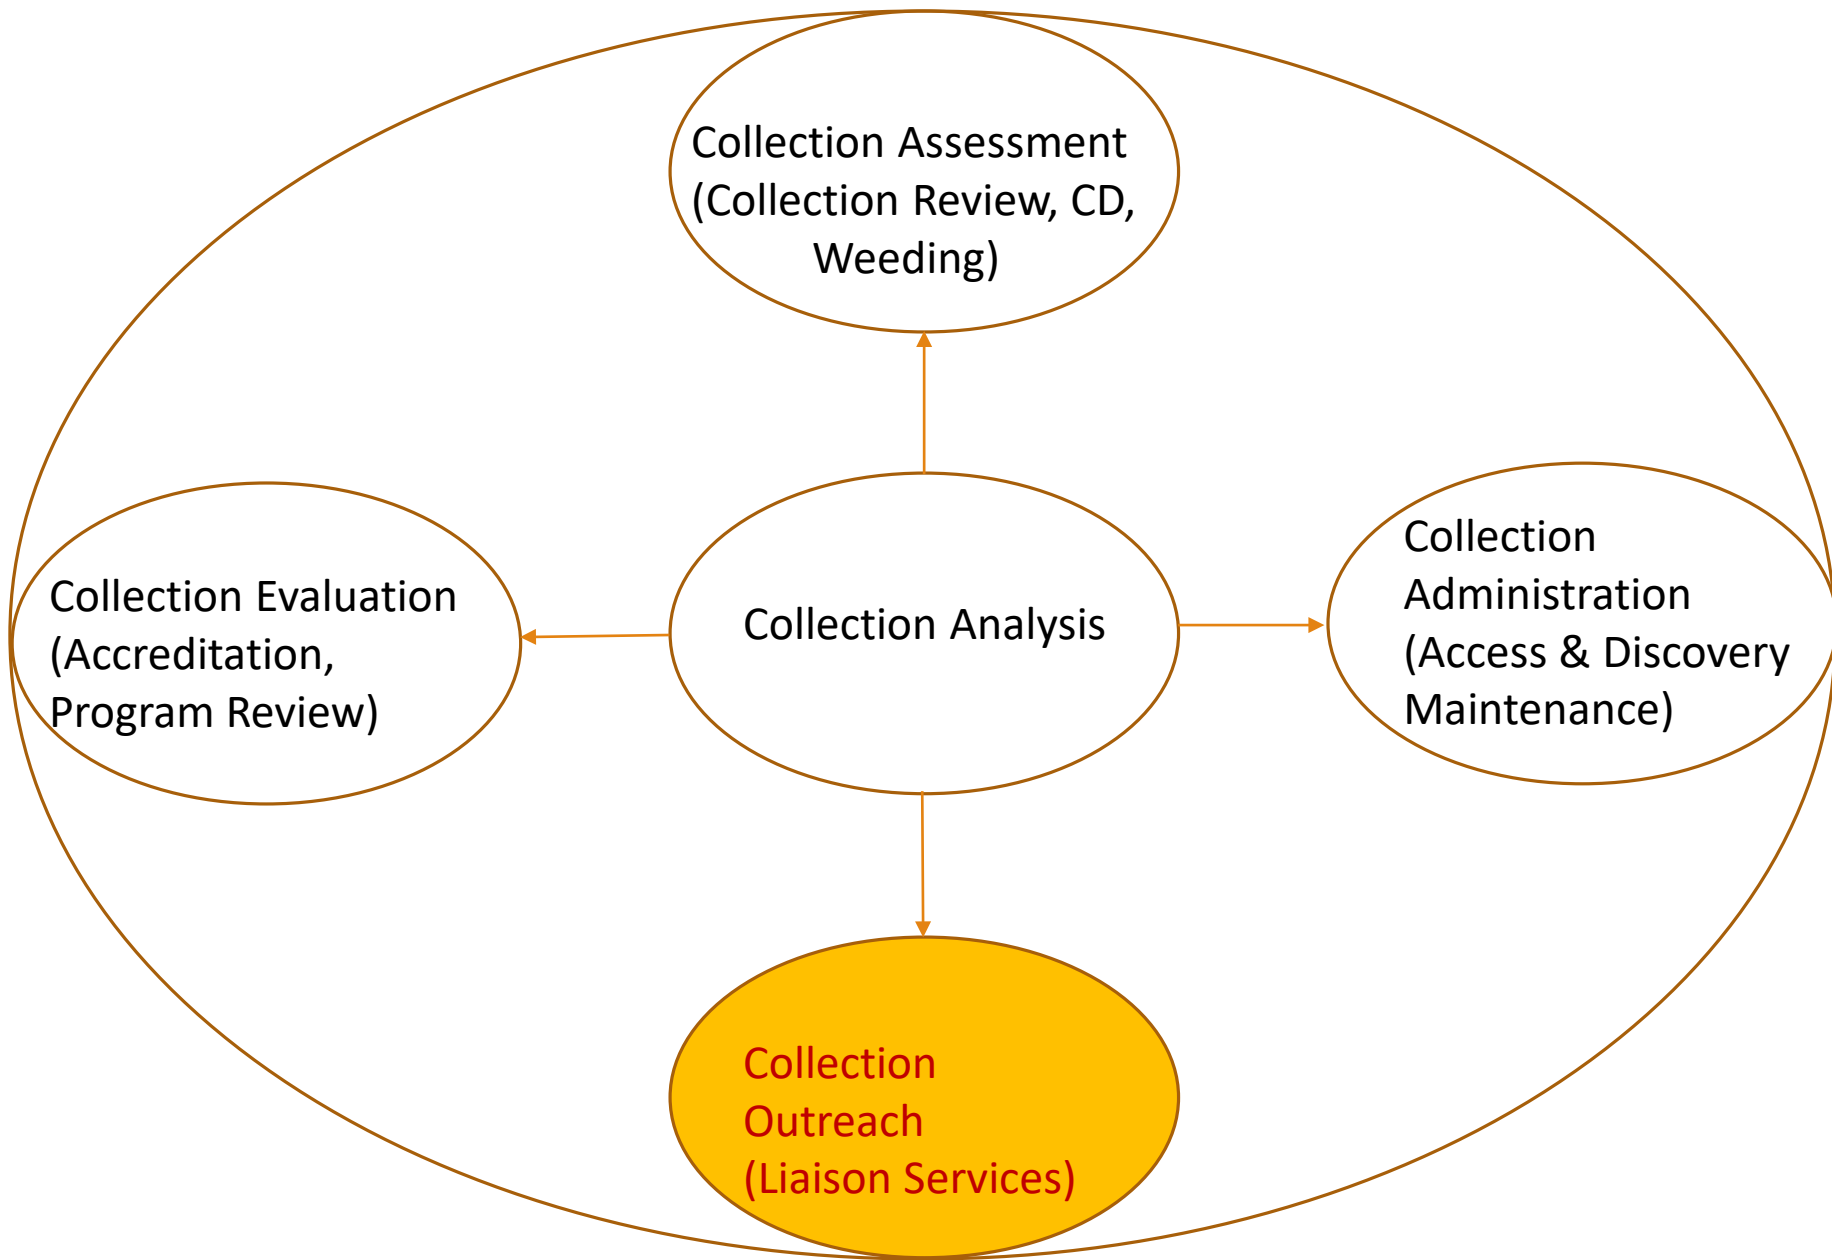 Collection Assessment
(Collection Review, CD,
Weeding)
Collection Evaluation
(Accreditation,
Program Review)
Collection Analysis
Collection
Administration
(Access & Discovery
Maintenance)
Collection
Outreach
(Liaison Services)